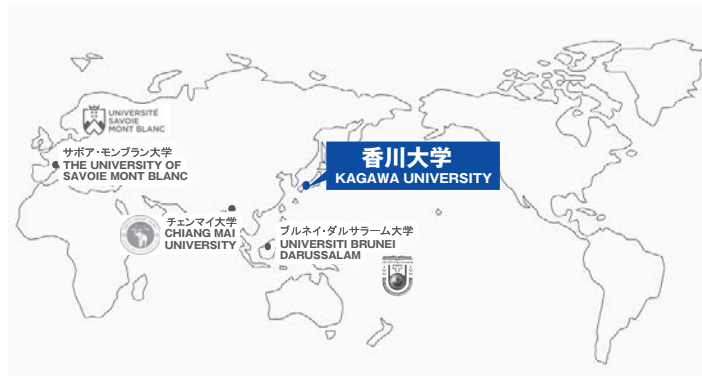 UNIVERSITÉ
SAVOIE
MONT BLANC
サボア・モンブラン大学
THE UNIVERSITY OF
SAVOIE MONT BLANC
香川大学
KAGAWA UNIVERSITY
チェンマイ大学
CHIANG MAI
UNIVERSITY
ブルネイ・ダルサラーム大学
UNIVERSITI BRUNEI
DARUSSALAM